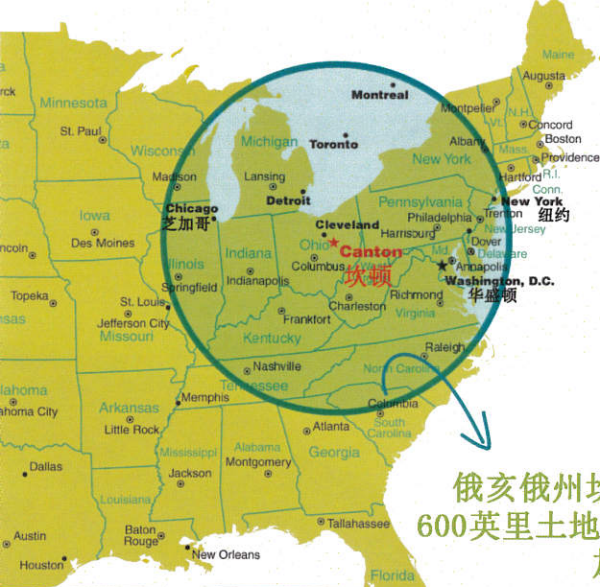 Maine
Augusta
Montreal
Minnesota
Montpelier
N.H.
Vt.
Concord
St. Paul
Boston
Michigan
Toronto
Albany
Mass.
Wisconsin
Providence
New York
Hartford
R.I.
Madison
Lansing
Conn.
Detroit
Pennsylvania
New York
纽约
Chicago
芝加哥
Iowa
Philadelphia
Trenton
Cleveland
Harrisburg
New Jersey
Des Moines
Ohio
Canton
坎顿
Dover
Md.
Delaware
Indiana
Columbus
Annapolis
Illinois
Indianapolis
Washington, D.C.
华盛顿
Springfield
Topeka
St. Louis
Charleston
Richmond
Jefferson City
Virginia
Missouri
Frankfort
Kentucky
Raleigh
Nashville
North Carolina
Tennessee
Memphis
Columbia
Arkansas
Little Rock
Atlanta
South
Carolina
Mississippi
Alabama
Georgia
Dallas
Jackson
Montgomery
Louisiana
俄亥俄州
600英里土地
Tallahassee
Austin
Baton
Rouge
New Orleans
Houston
Florida